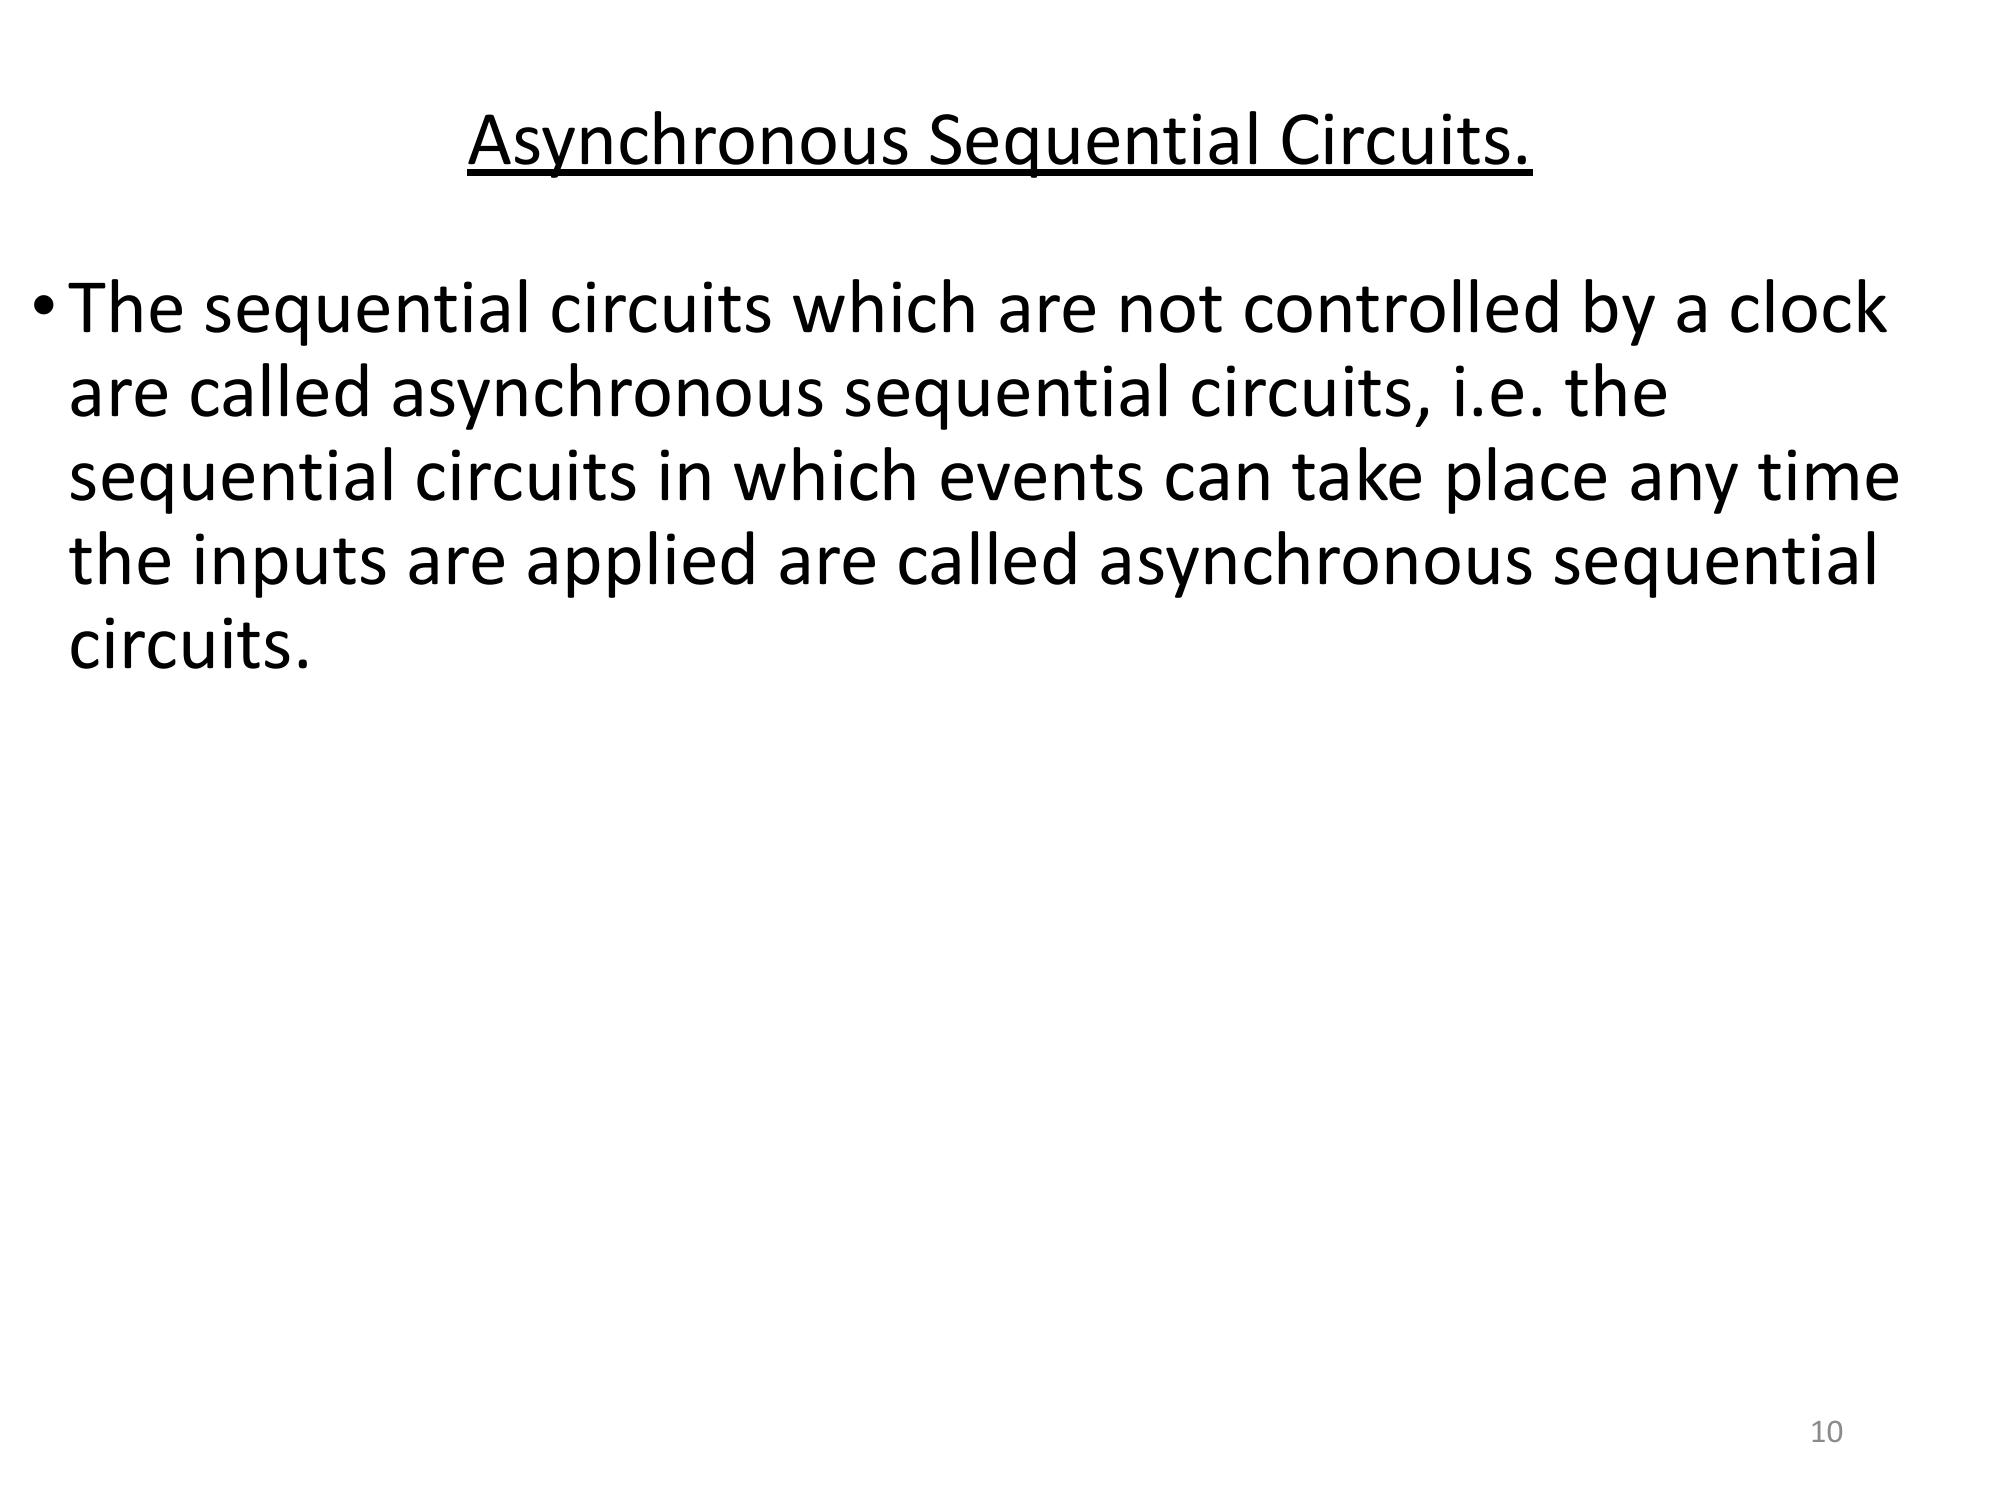 Asynchronous Sequential Circuits.
• The sequential circuits which are not controlled by a clock
are called asynchronous sequential circuits, i.e. the
sequential circuits in which events can take place any time
the inputs are applied are called asynchronous sequential
circuits.
10